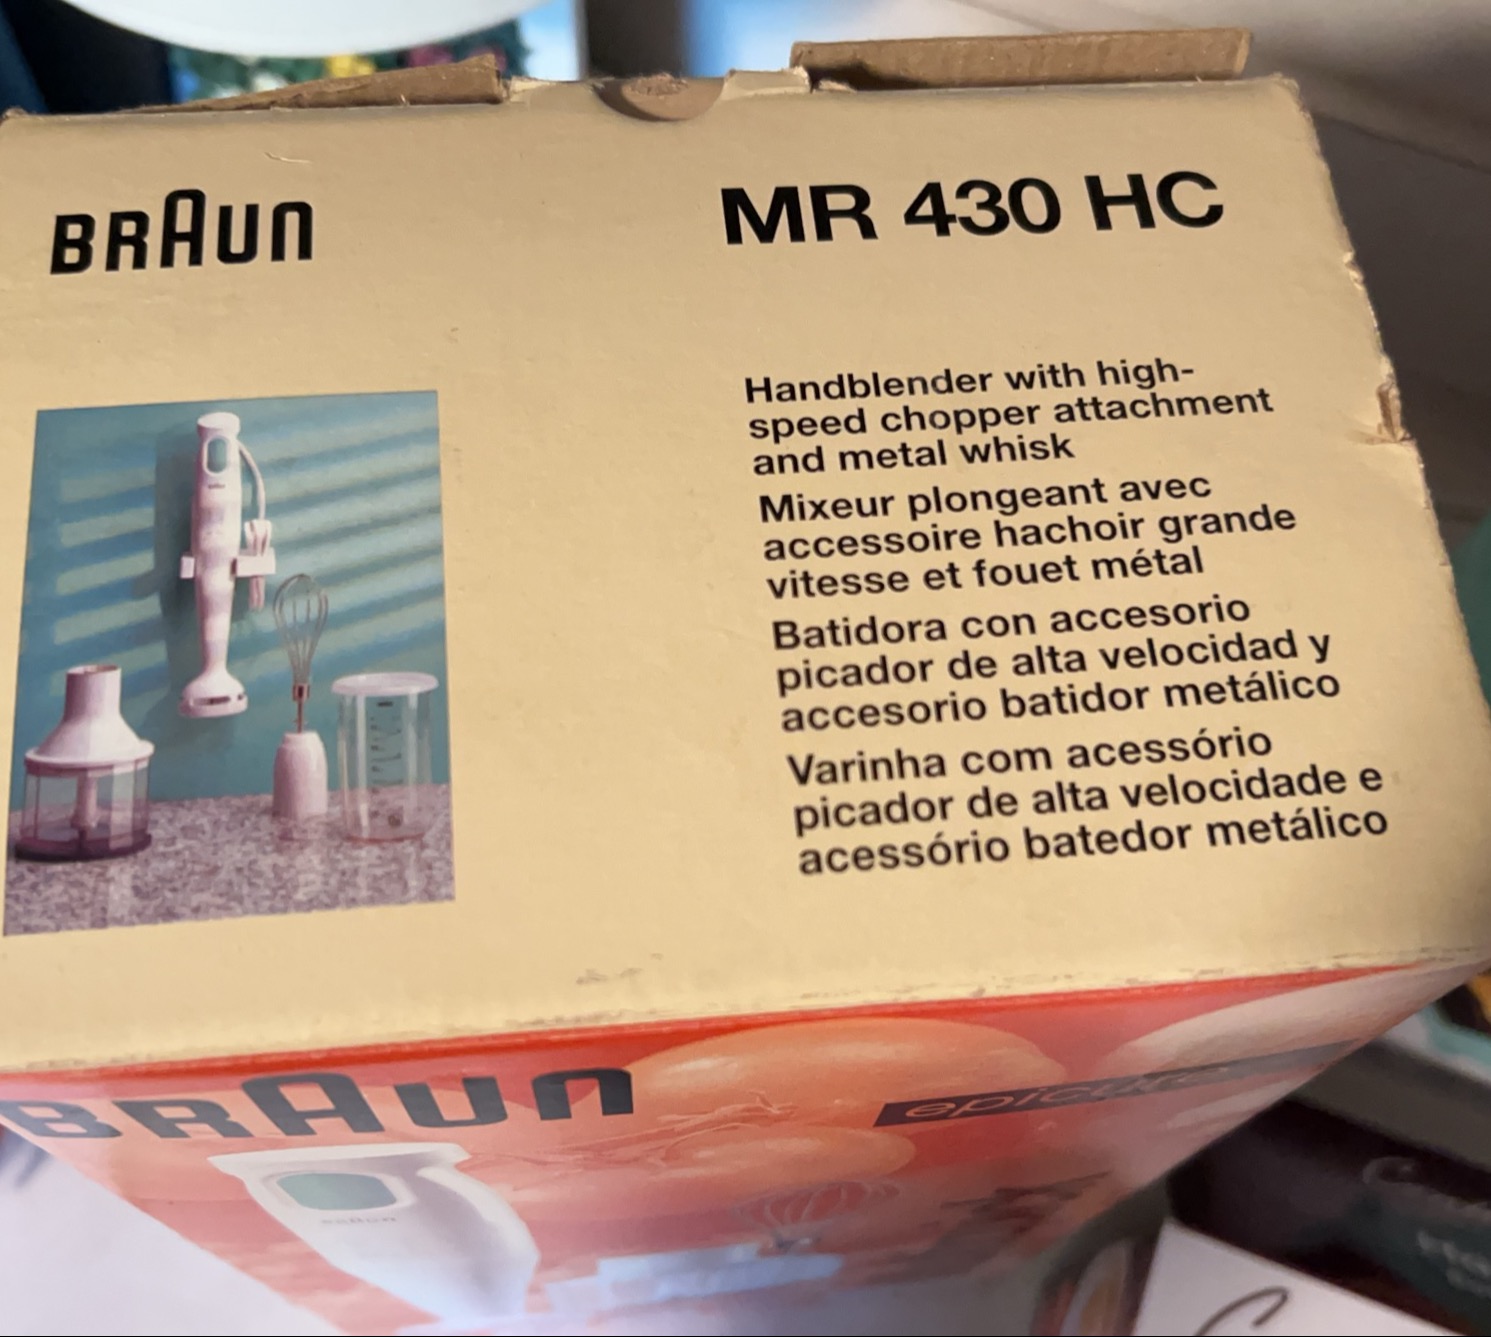 BRAUN
MR 430 HC
Handblender with high-
speed chopper attachment
and metal whisk
Mixeur plongeant avec
accessoire hachoir grande
vitesse et fouet métal
Batidora con accesorio
picador de alta velocidad y
accesorio batidor metálico
Varinha com acessório
picador de alta velocidade e
acessório batedor metálico
BRAUN
BRAUN